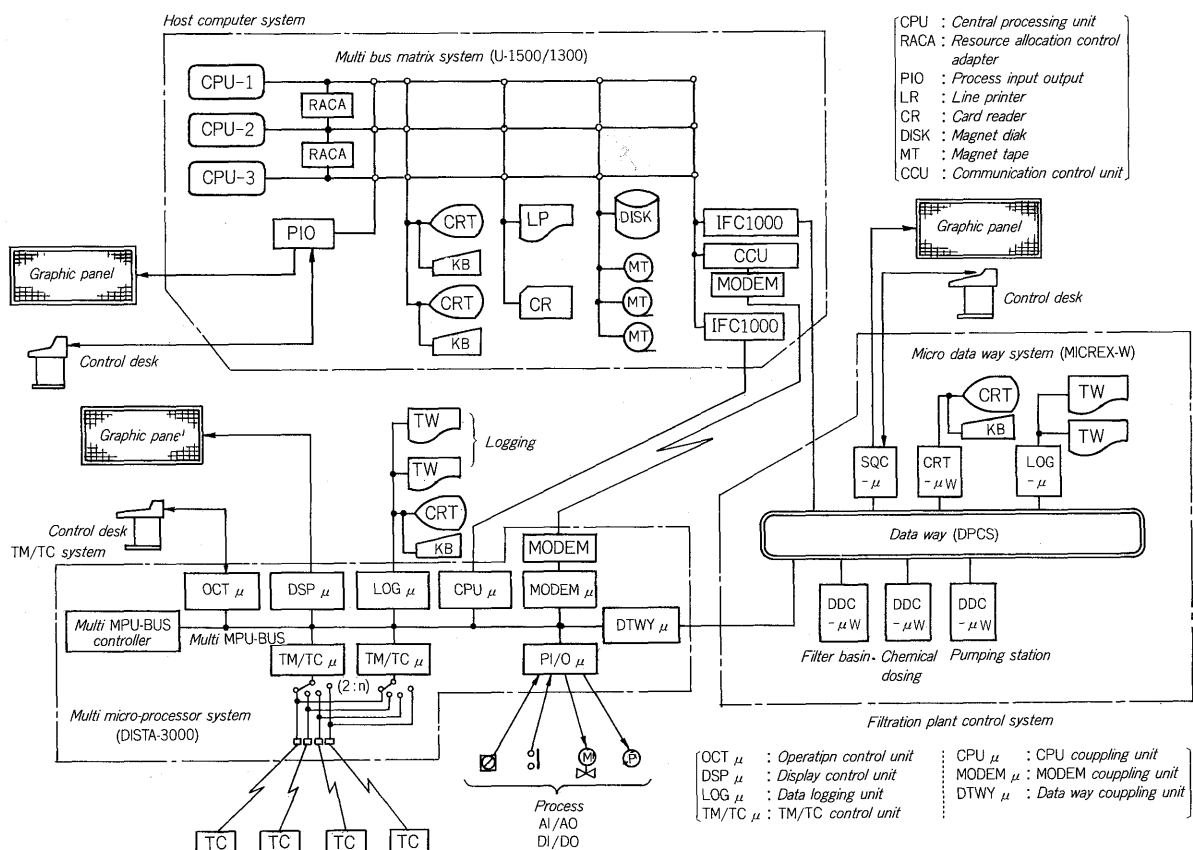 Host computer system
Multi bus matrix system (U-1500/1300)
CPU-1
RACA
CPU-2
RACA
CPU-3
PIO
CRT
KB
CRT
KB
LP
CR
DISK
MT
MT
MT
IFC1000
CCU
MODEM
IFC1000
CPU : Central processing unit
RACA : Resource allocation control
adapter
PIO : Process input output
LR : Line printer
CR : Card reader
DISK : Magnet diak
MT : Magnet tape
CCU : Communication control unit
Graphic panel
Control desk
Graphic panel
Control desk
Graphic panel
Control desk
TM/TC system
TW
TW
Logging
CRT
KB
Micro data way system (MICREX-W)
CRT
KB
TW
TW
SQC
-μ
CRT
-μW
LOG
-μ
Data way (DPCS)
DDC
-μW
DDC
-μW
DDC
-μW
Filter basin
Chemical
dosing
Pumping station
Filtration plant control system
MODEM
OCT μ
DSP μ
LOG μ
CPU μ
MODEM μ
Multi MPU-BUS
controller
Multi MPU-BUS
DTWY μ
TM/TC μ
TM/TC μ
PI/O μ
(2:n)
Multi micro-processor system
(DISTA-3000)
M
P
Process
AI/AO
DI/DO
TC
TC
TC
TC
OCT μ : Operatipn control unit
DSP μ : Display control unit
LOG μ : Data logging unit
TM/TC μ : TM/TC control unit
CPU μ : CPU couppling unit
MODEM μ : MODEM couppling unit
DTWY μ : Data way couppling unit